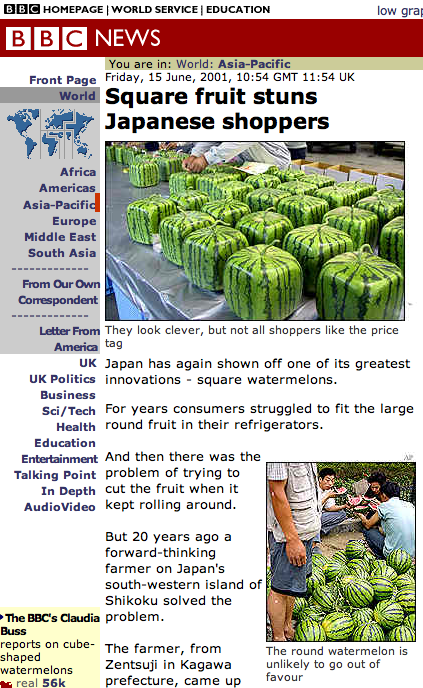 BBC HOMEPAGE | WORLD SERVICE | EDUCATION
low grap
BBC NEWS
You are in: World: Asia-Pacific
Front Page
World
Africa
Americas
Asia-Pacific
Europe
Middle East
South Asia
From Our Own
Correspondent
Letter From
America
UK
UK Politics
Business
Sci/Tech
Health
Education
Entertainment
Talking Point
In Depth
AudioVideo
The BBC's Claudia
Buss
reports on cube-
shaped
watermelons
real 56k
Friday, 15 June, 2001, 10:54 GMT 11:54 UK
Square fruit stuns
Japanese shoppers
They look clever, but not all shoppers like the price
tag
Japan has again shown off one of its greatest
innovations - square watermelons.
For years consumers struggled to fit the large
round fruit in their refrigerators.
And then there was the
problem of trying to
cut the fruit when it
kept rolling around.
But 20 years ago a
forward-thinking
farmer on Japan's
south-western island of
Shikoku solved the
problem.
The farmer, from
Zentsuji in Kagawa
prefecture, came up
AP
The round watermelon is
unlikely to go out of
favour